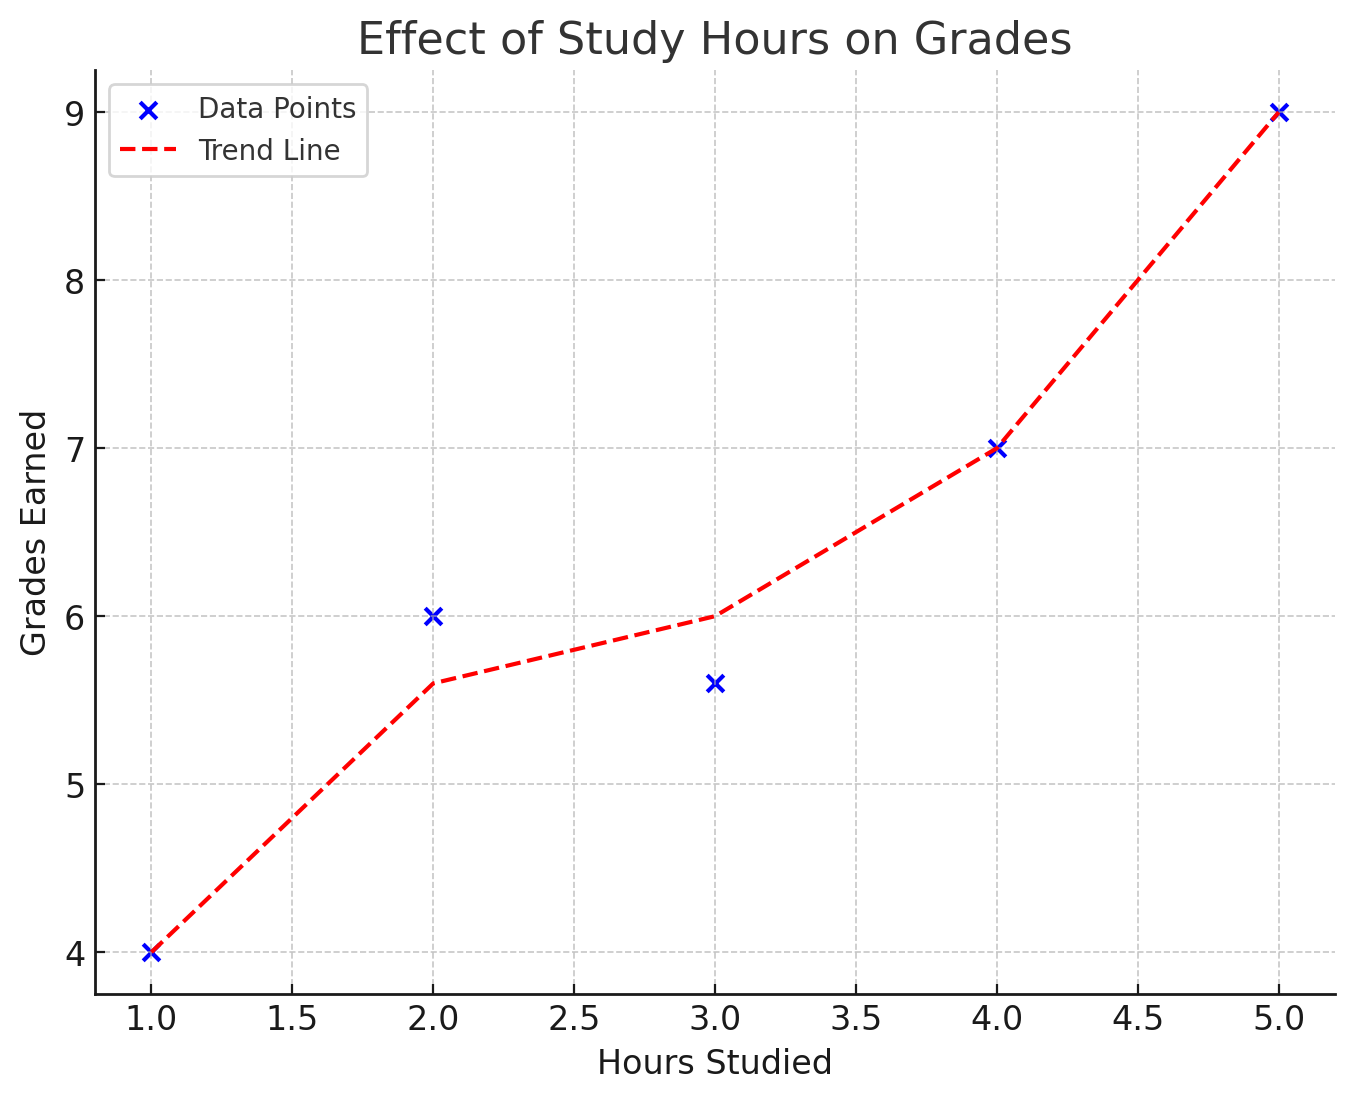 Effect of Study Hours on Grades
Data Points
Trend Line
Grades Earned
9
8
7
6
5
4
1.0 1.5 2.0 2.5 3.0 3.5 4.0 4.5 5.0
Hours Studied